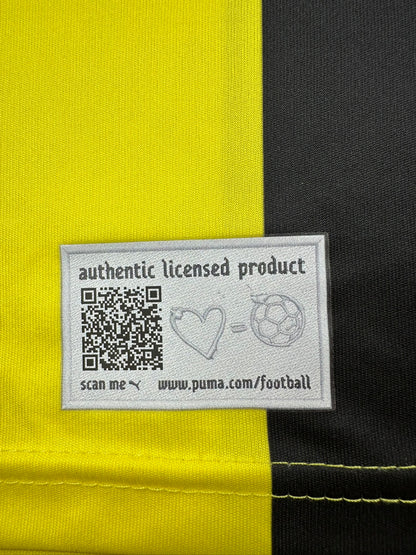 authentic licensed product
=
scan me
www.puma.com/football